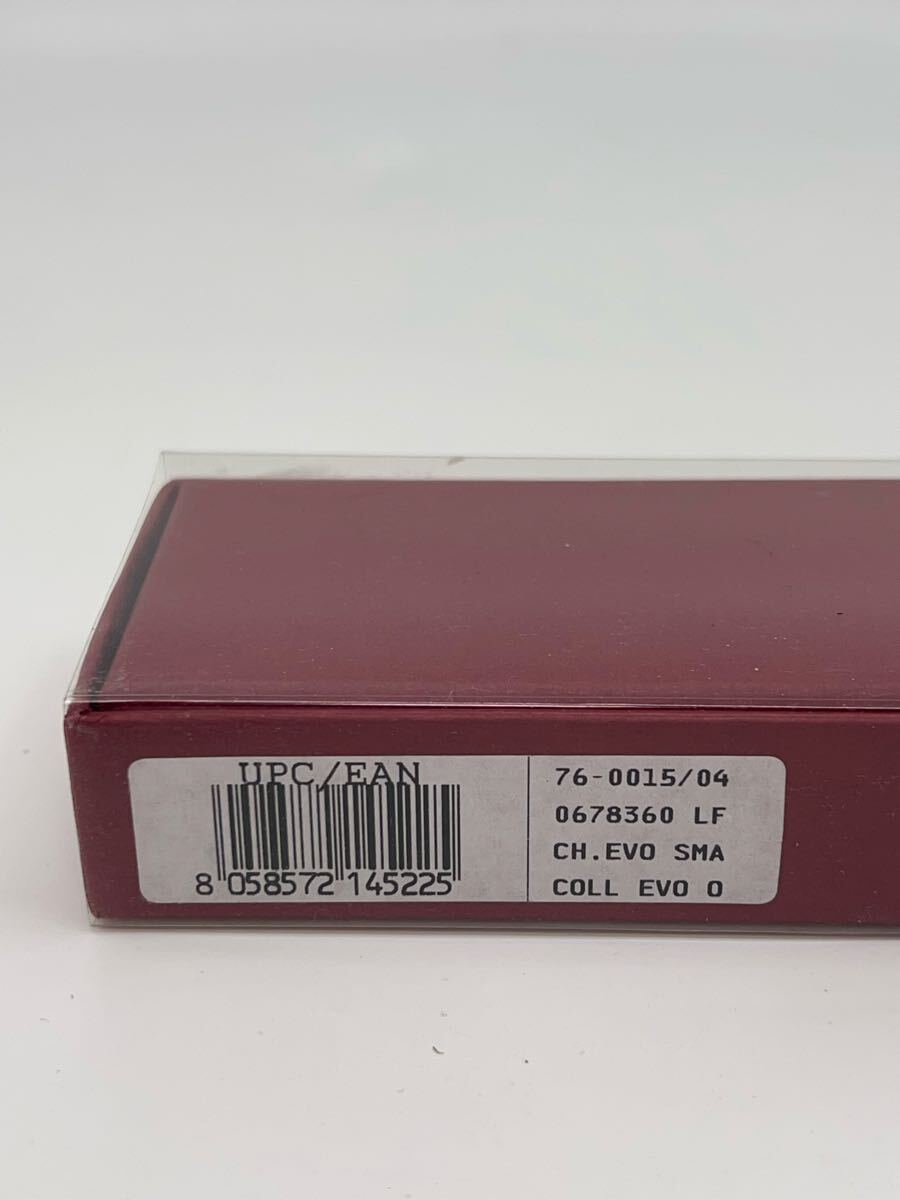 UPC/EAN
8 058572 145225
76-0015/04
0678360 LF
CH.EVO SMA
COLL EVO O